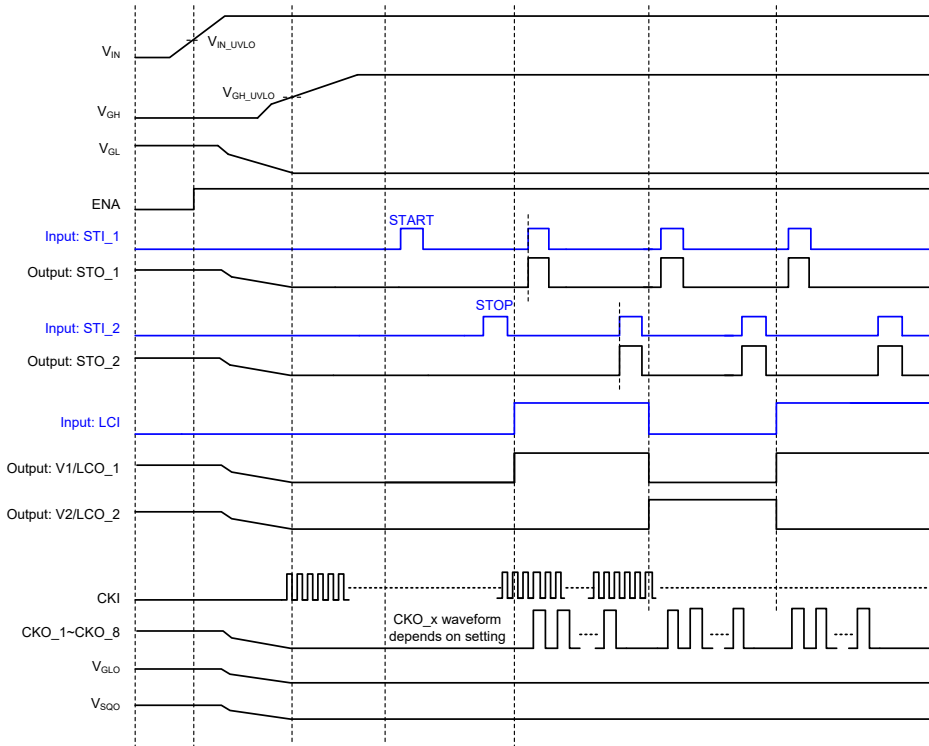 VIN_UVLO
VIN
VGH_UVLO
VGH
VGL
ENA
START
Input: STI_1
Output: STO_1
STOP
Input: STI_2
Output: STO_2
Input: LCI
Output: V1/LCO_1
Output: V2/LCO_2
CKI
CKO_x waveform
depends on setting
CKO_1~CKO_8
VGLO
VSQO